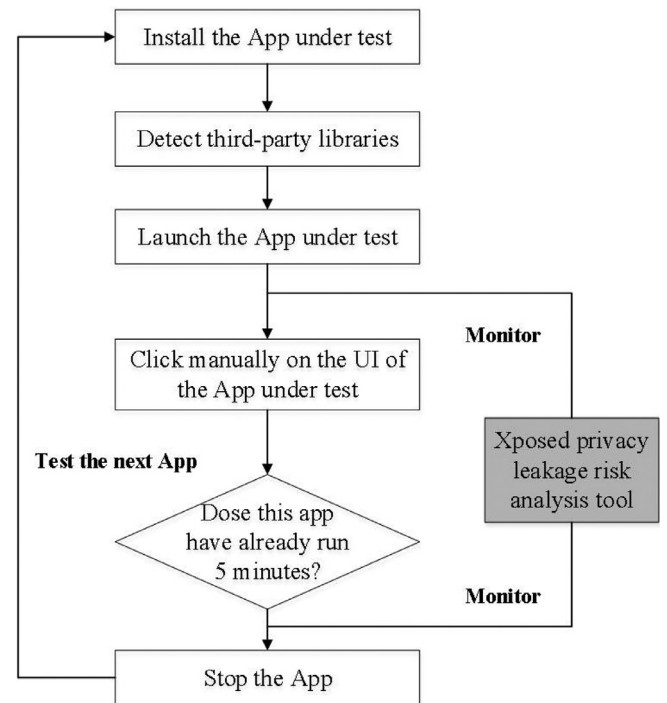 Install the App under test
Detect third-party libraries
Launch the App under test
Monitor
Click manually on the UI of
the App under test
Xposed privacy
leakage risk
analysis tool
Test the next App
Dose this app
have already run
5 minutes?
Monitor
Stop the App